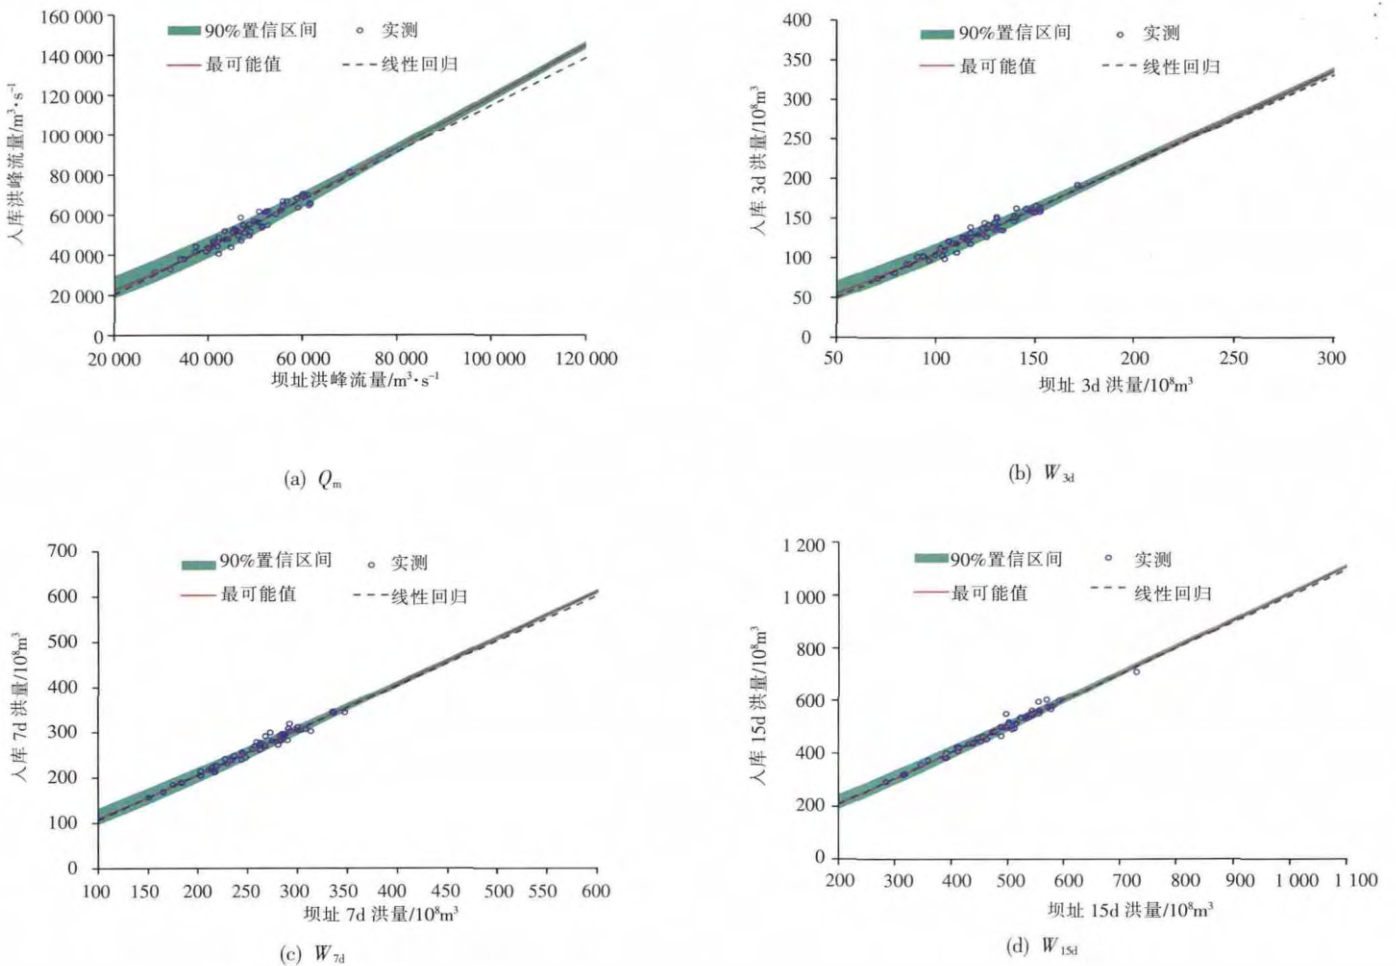 90%置信区间 实测
最可能值 线性回归
160 000
140 000
120 000
100 000
80 000
60 000
40 000
20 000
0
20 000 40 000 60 000 80 000 100 000 120 000
入库洪峰流量/m³·s⁻¹
坝址洪峰流量/m³·s⁻¹
(a) Qm
90%置信区间 实测
最可能值 线性回归
400
350
300
250
200
150
100
50
0
50 100 150 200 250 300
入库 3d 洪量/10⁸m³
坝址 3d 洪量/10⁸m³
(b) W3d
90%置信区间 实测
最可能值 线性回归
700
600
500
400
300
200
100
0
100 150 200 250 300 350 400 450 500 550 600
入库 7d 洪量/10⁸m³
坝址 7d 洪量/10⁸m³
(c) W7d
90%置信区间 实测
最可能值 线性回归
1 200
1 000
800
600
400
200
0
200 300 400 500 600 700 800 900 1 000 1 100
入库 15d 洪量/10⁸m³
坝址 15d 洪量/10⁸m³
(d) W15d